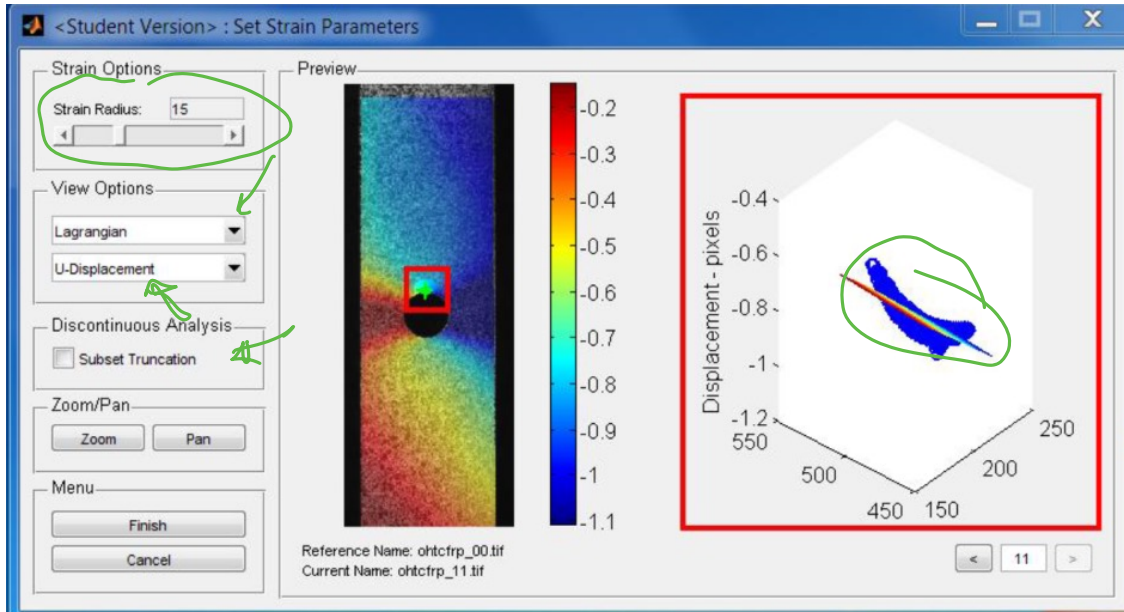 <Student Version> : Set Strain Parameters
Strain Options
Strain Radius: 15
View Options
Lagrangian
U-Displacement
Discontinuous Analysis
Subset Truncation
Zoom/Pan
Zoom Pan
Menu
Finish
Cancel
Preview
-0.2
-0.3
-0.4
-0.5
-0.6
-0.7
-0.8
-0.9
-1
-1.1
Reference Name: ohtcfrp_00.tif
Current Name: ohtcfrp_11.tif
Displacement - pixels
-0.4
-0.6
-0.8
-1
-1.2
550
500
450
150
200
250
< 11 >